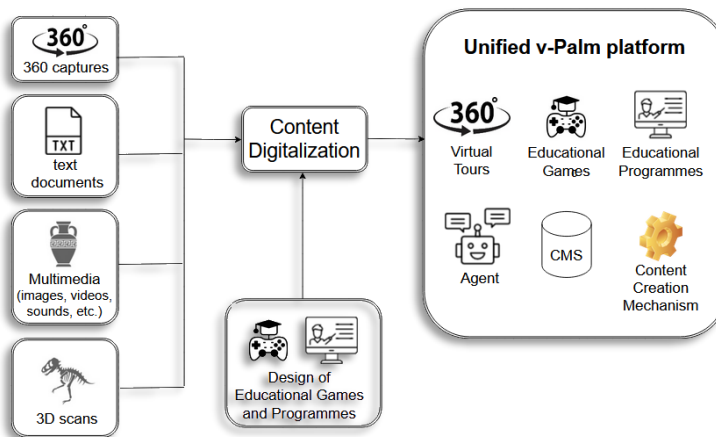 360°
360 captures
TXT
text
documents
Multimedia
(images, videos,
sounds, etc.)
3D scans
Content
Digitalization
Design of
Educational Games
and Programmes
Unified v-Palm platform
360°
Virtual
Tours
Educational
Games
Educational
Programmes
Agent
CMS
Content
Creation
Mechanism